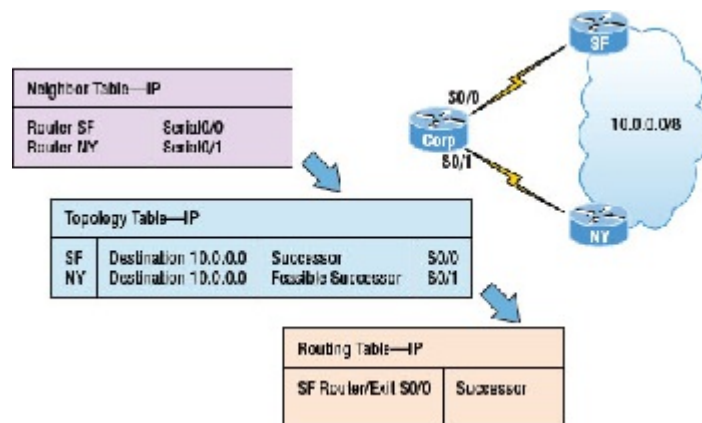 SF
Neighbor Table—IP
S0/0
10.0.0.0/8
Router SF Serial0/0
Router NY Serial0/1
Corp
S0/1
Topology Table—IP
NY
SF Destination 10.0.0.0 Successor S0/0
NY Destination 10.0.0.0 Feasible Successor S0/1
Routing Table—IP
SF Router/Exit S0/0 Successor